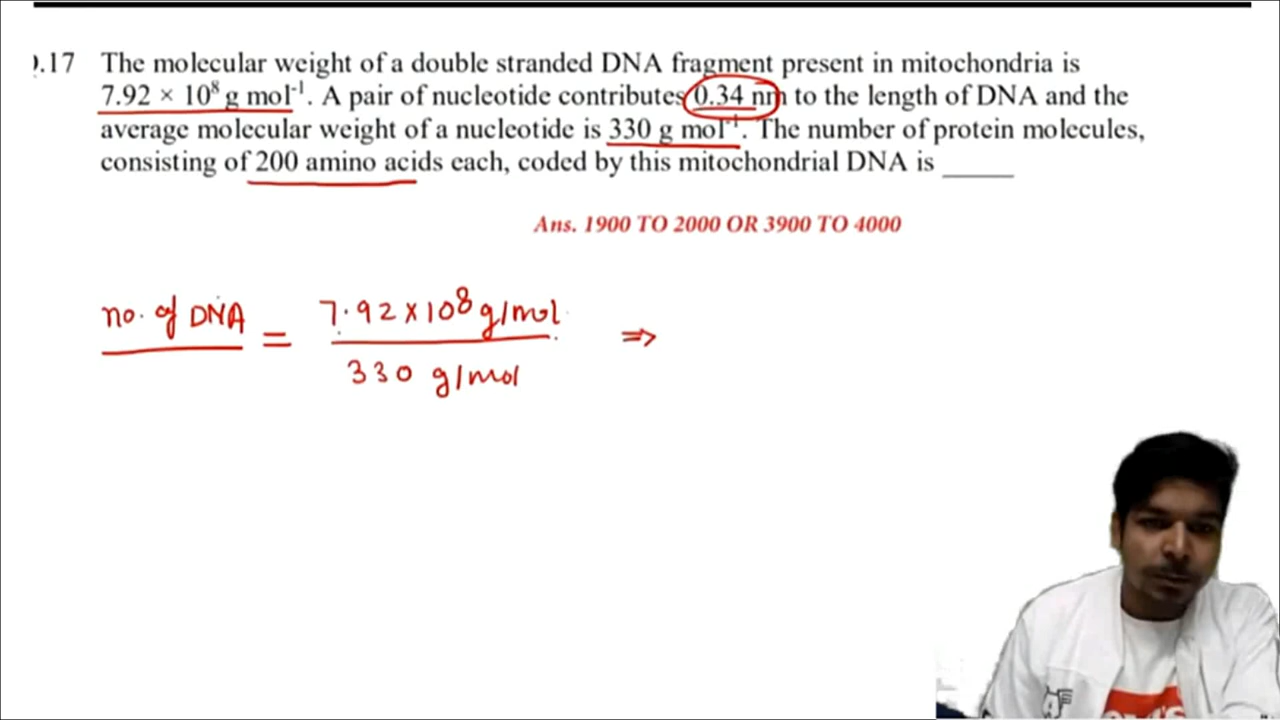 .17 The molecular weight of a double stranded DNA fragment present in mitochondria is
7.92 × 10⁸ g mol⁻¹. A pair of nucleotide contributes 0.34 nm to the length of DNA and the
average molecular weight of a nucleotide is 330 g mol⁻¹. The number of protein molecules,
consisting of 200 amino acids each, coded by this mitochondrial DNA is ______
Ans. 1900 TO 2000 OR 3900 TO 4000
no. of DNA = 7.92 × 10⁸ g/mol ⇒
330 g/mol